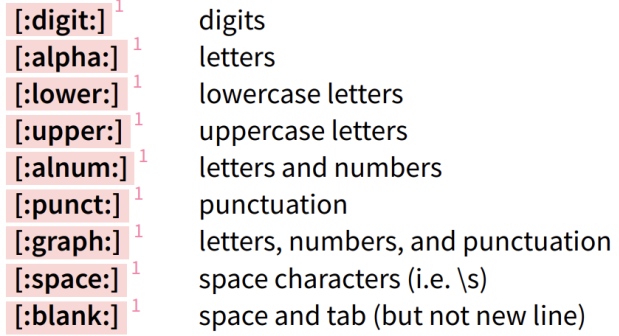 [:digit:] 1 digits
[:alpha:] 1 letters
[:lower:] 1 lowercase letters
[:upper:] 1 uppercase letters
[:alnum:] 1 letters and numbers
[:punct:] 1 punctuation
[:graph:] 1 letters, numbers, and punctuation
[:space:] 1 space characters (i.e. \s)
[:blank:] 1 space and tab (but not new line)